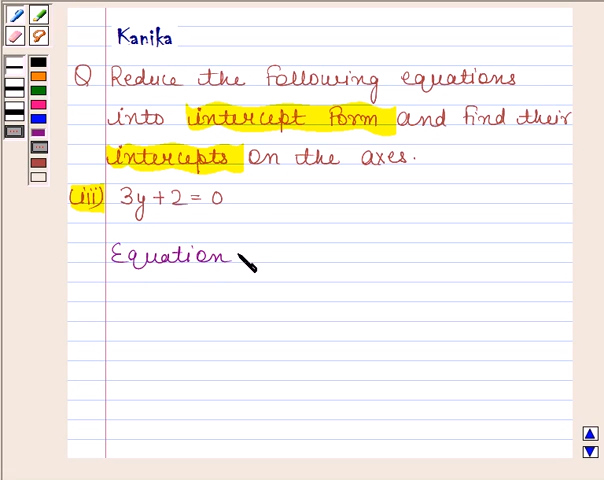 Kanika
Q Reduce the following equations
into intercept form and find their
intercepts on the axes.
(iii) 3y + 2 = 0
Equation